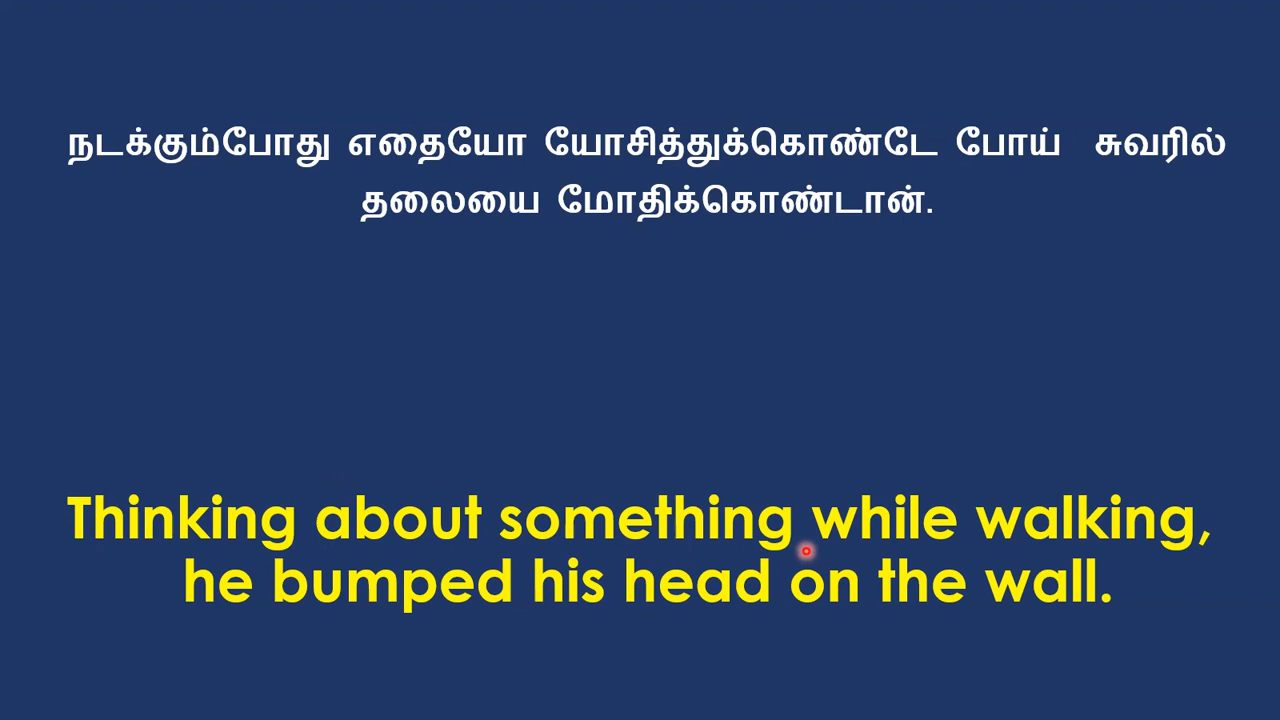 நடக்கும்போது எதையோ யோசித்துக்கொண்டே போய் சுவரில்
தலையை மோதிக்கொண்டான்.
Thinking about something while walking,
he bumped his head on the wall.